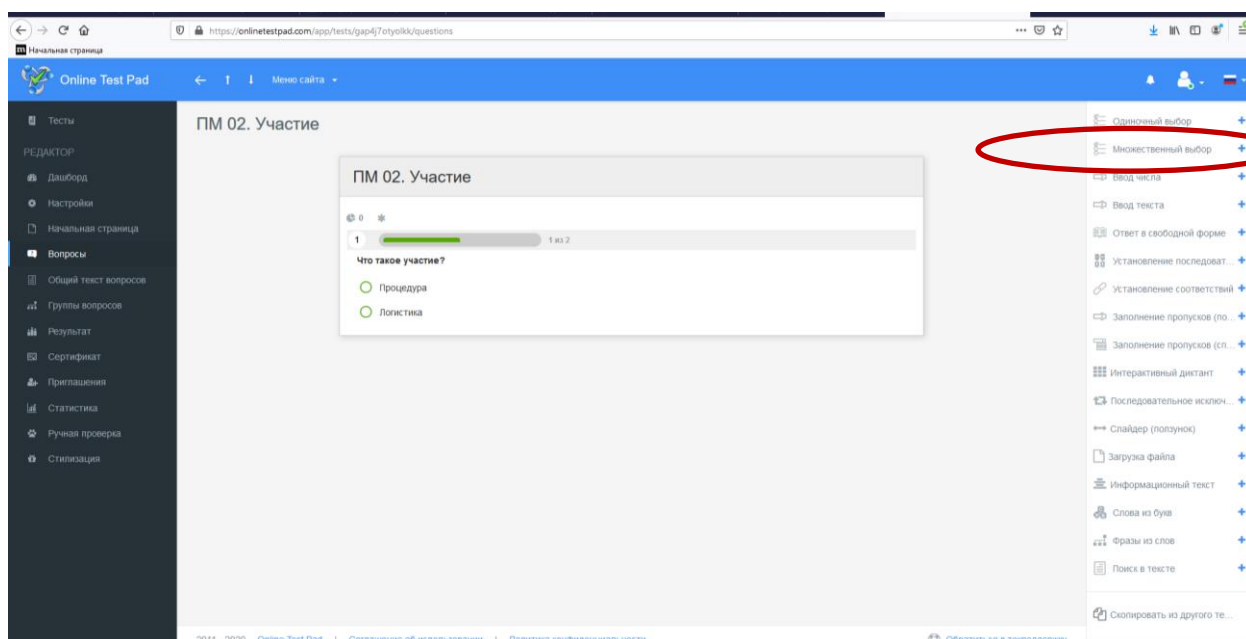 https://onlinetestpad.com/app/tests/gap4j7otyolkk/questions
Начальная страница
Online Test Pad
Меню сайта
Тесты
РЕДАКТОР
Дашборд
Настройки
Начальная страница
Вопросы
Общий текст вопросов
Группы вопросов
Результат
Сертификат
Приглашения
Статистика
Ручная проверка
Стилизация
ПМ 02. Участие
ПМ 02. Участие
0
1
1 из 2
Что такое участие?
Процедура
Логистика
Одиночный выбор
Множественный выбор
Ввод числа
Ввод текста
Ответ в свободной форме
Установление последоват...
Установление соответствий
Заполнение пропусков (по...
Заполнение пропусков (сп...
Интерактивный диктант
Последовательное исключ...
Слайдер (ползунок)
Загрузка файла
Информационный текст
Слова из букв
Фразы из слов
Поиск в тексте
Скопировать из другого те...
Online Test Pad